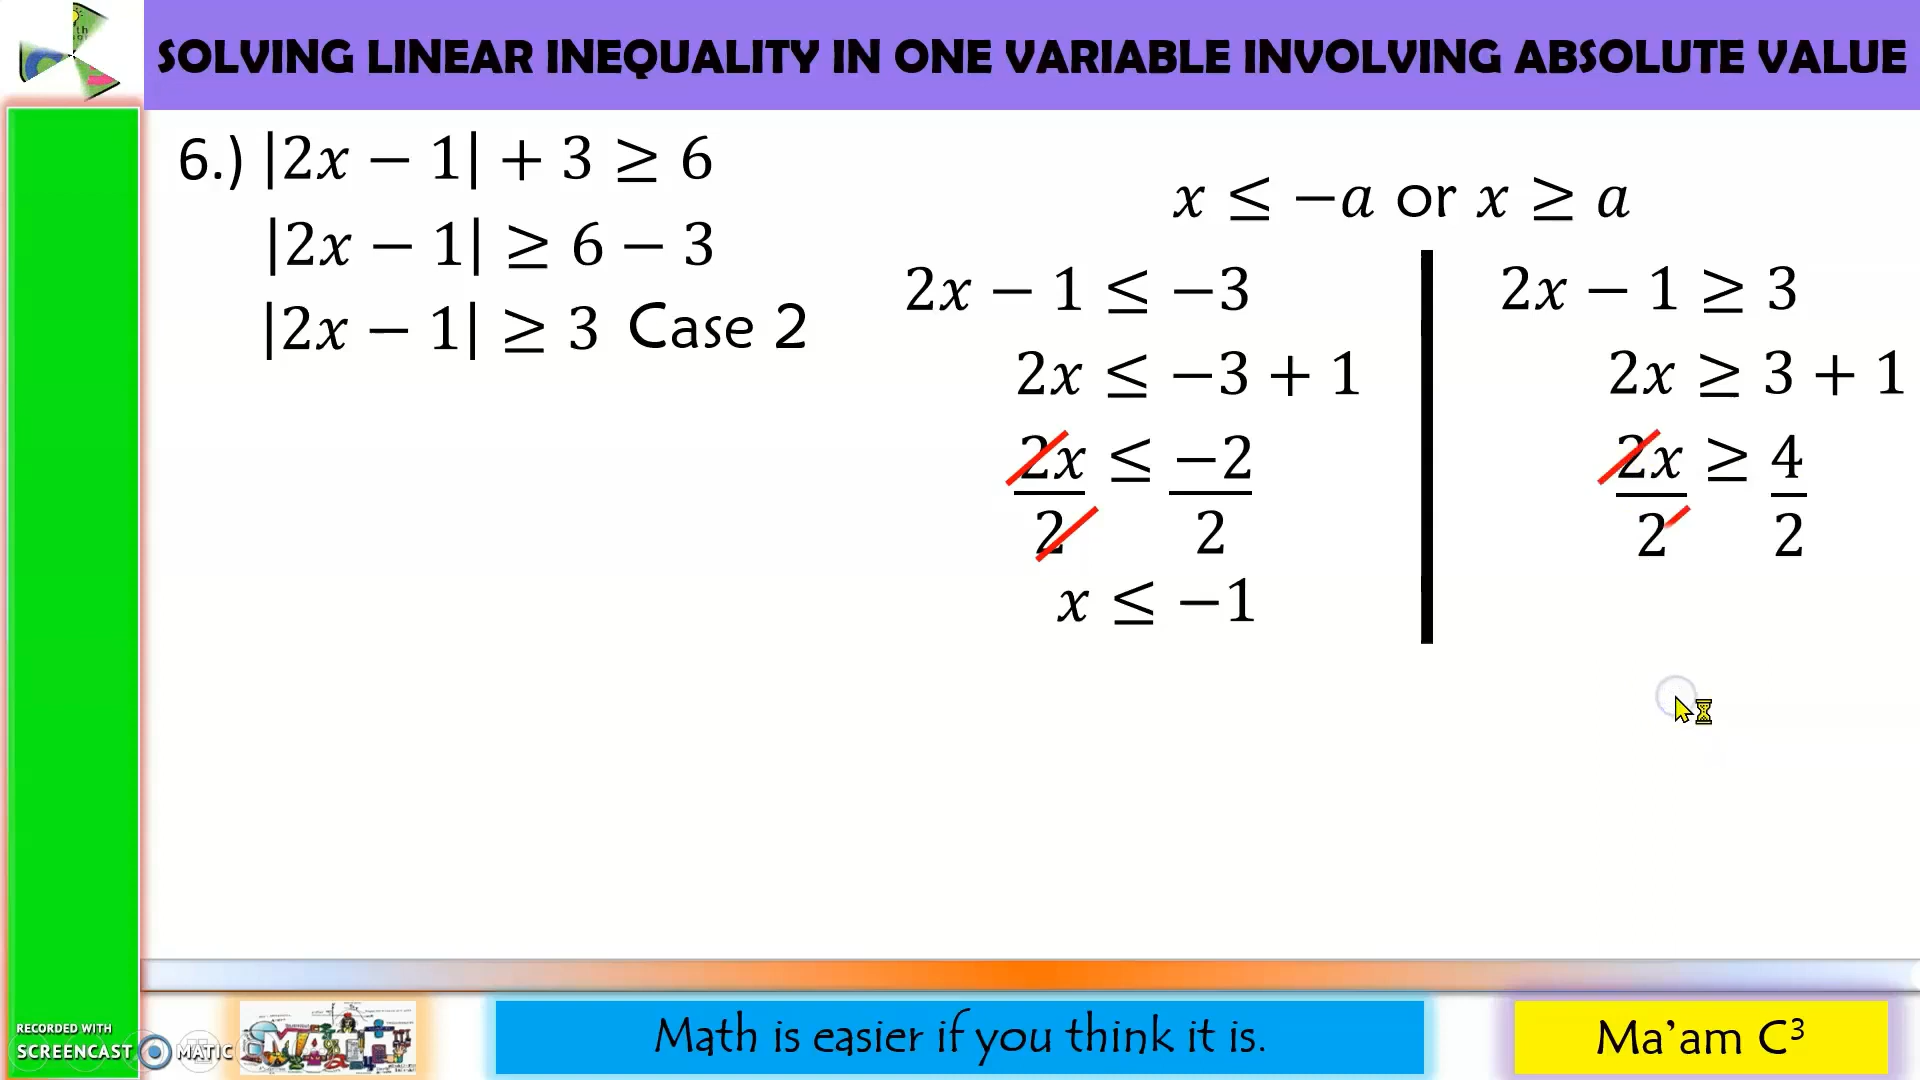 SOLVING LINEAR INEQUALITY IN ONE VARIABLE INVOLVING ABSOLUTE VALUE
6.) |2x − 1| + 3 ≥ 6
|2x − 1| ≥ 6 − 3
|2x − 1| ≥ 3 Case 2
x ≤ −a or x ≥ a
2x − 1 ≤ −3
2x ≤ −3 + 1
2x/2 ≤ −2/2
x ≤ −1
2x − 1 ≥ 3
2x ≥ 3 + 1
2x/2 ≥ 4/2
RECORDED WITH
SCREENCAST MATIC
MATH
Math is easier if you think it is.
Ma’am C³